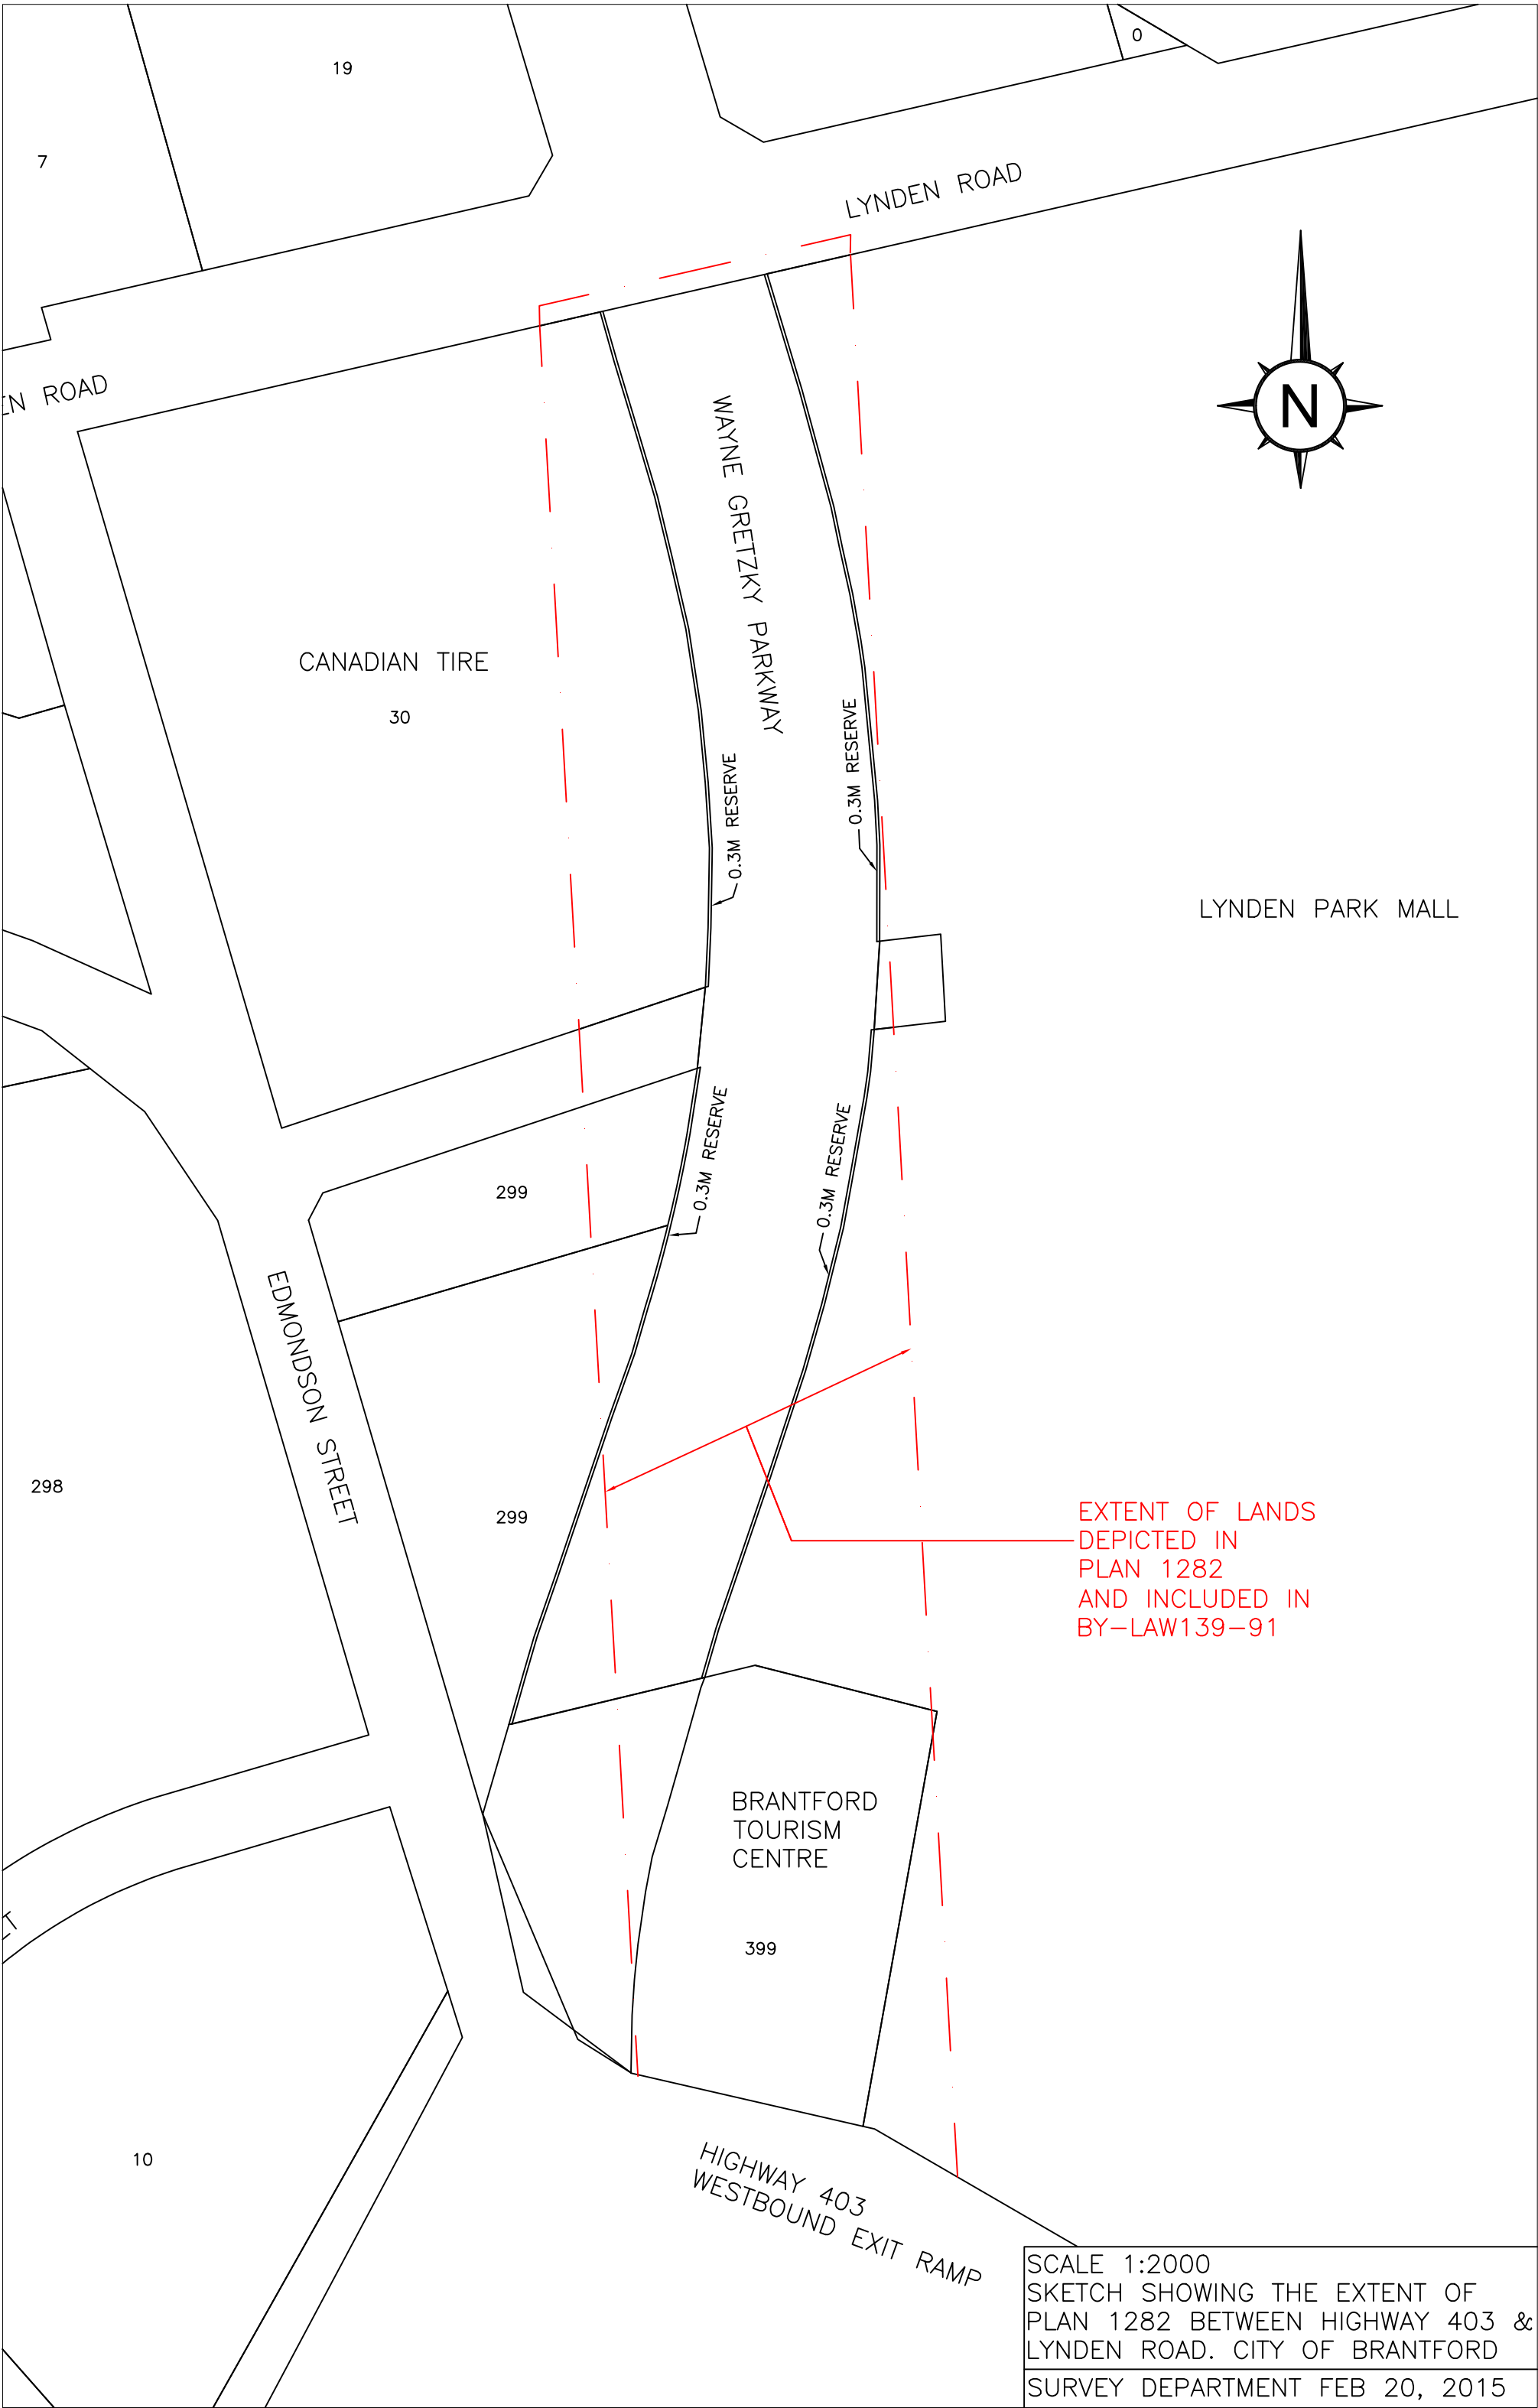 19
0
7
LYNDEN ROAD
EN ROAD
N
WAYNE GRETZKY PARKWAY
CANADIAN TIRE
30
0.3M RESERVE
0.3M RESERVE
LYNDEN PARK MALL
0.3M RESERVE
0.3M RESERVE
299
EDMONDSON STREET
298
299
EXTENT OF LANDS
DEPICTED IN
PLAN 1282
AND INCLUDED IN
BY-LAW139-91
BRANTFORD
TOURISM
CENTRE
399
ET
10
HIGHWAY 403
WESTBOUND EXIT RAMP
SCALE 1:2000
SKETCH SHOWING THE EXTENT OF
PLAN 1282 BETWEEN HIGHWAY 403 &
LYNDEN ROAD. CITY OF BRANTFORD
SURVEY DEPARTMENT FEB 20, 2015